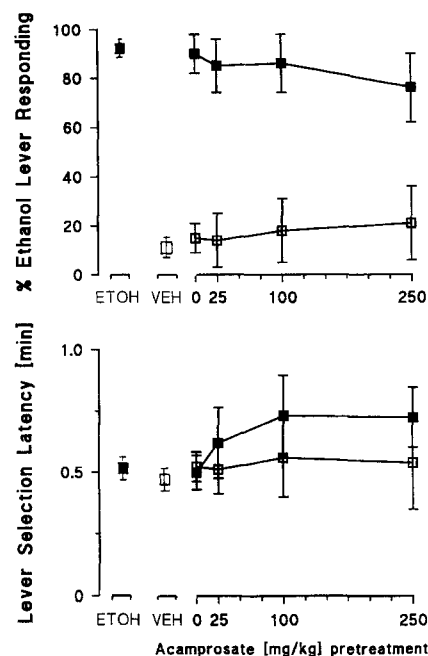 % Ethanol Lever Responding
100
80
60
40
20
0
ETOH VEH 0 25 100 250
Lever Selection Latency [min]
1.0
0.5
0.0
ETOH VEH 0 25 100 250
Acamprosate [mg/kg] pretreatment